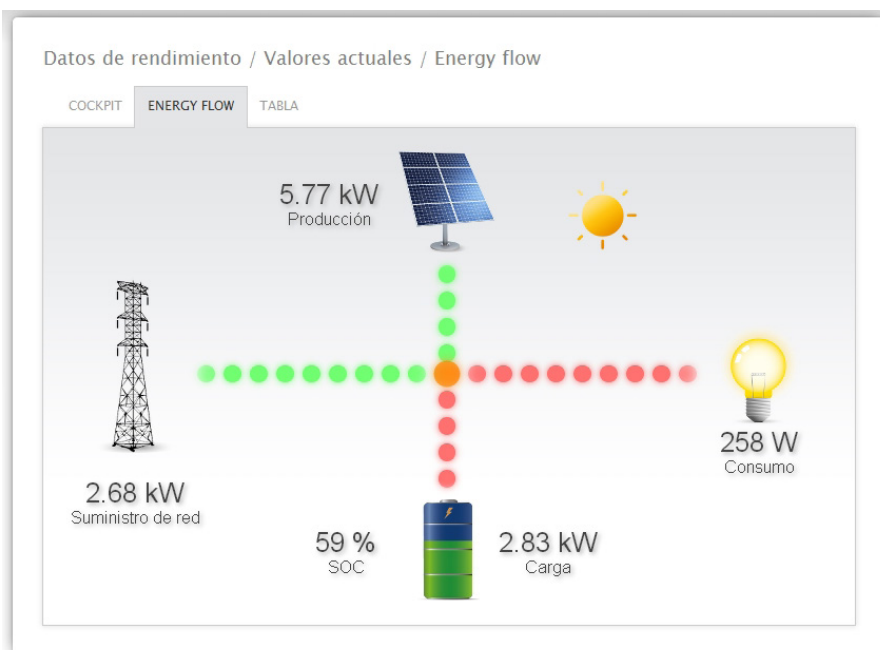 Datos de rendimiento / Valores actuales / Energy flow
COCKPIT ENERGY FLOW TABLA
5.77 kW
Producción
2.68 kW
Suministro de red
258 W
Consumo
59 %
SOC
2.83 kW
Carga